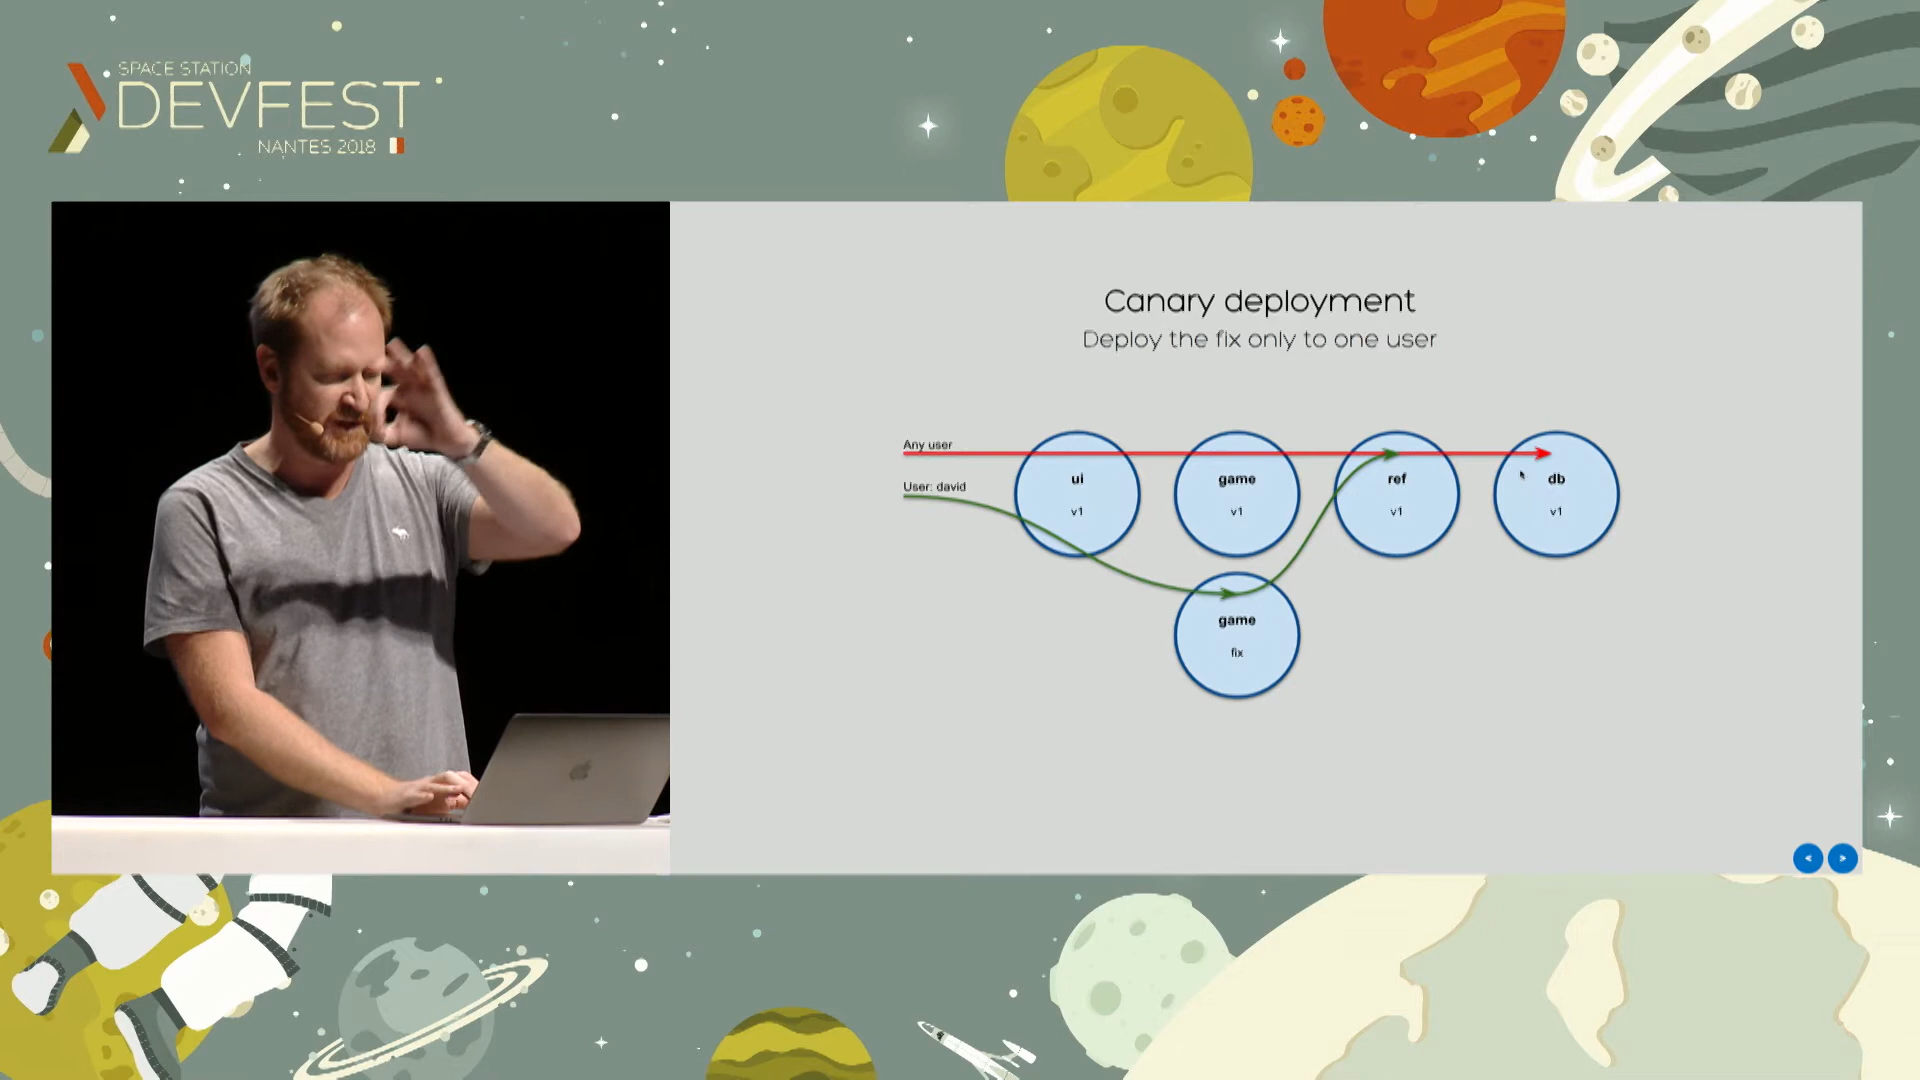 SPACE STATION
DEVFEST
NANTES 2018
Canary deployment
Deploy the fix only to one user
Any user
User: david
ui
v1
game
v1
ref
v1
db
v1
game
fix